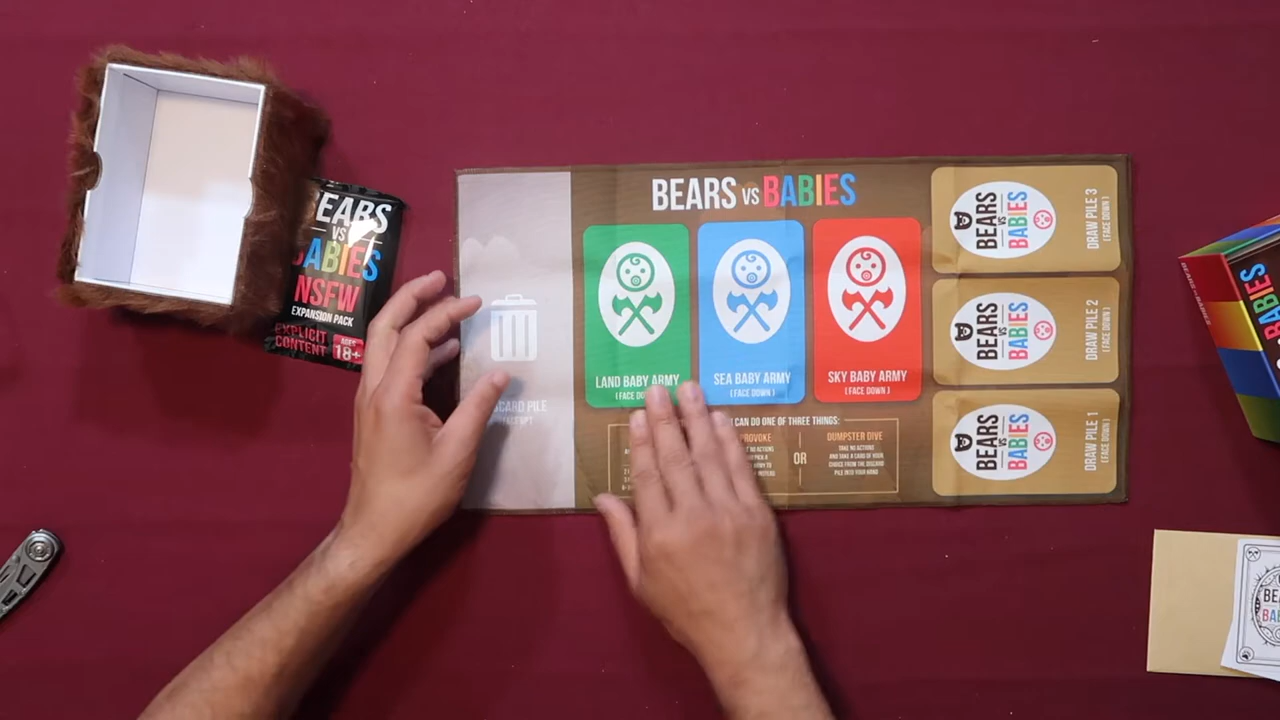 EARS
VS
ABIES
NSFW
EXPANSION PACK
EXPLICIT
CONTENT
AGES
18+
BEARS VS BABIES
CARD PILE
LAND BABY ARMY
SEA BABY ARMY
( FACE DOWN )
SKY BABY ARMY
( FACE DOWN )
CAN DO ONE OF THREE THINGS:
OR
DUMPSTER DIVE
TAKE NO ACTIONS
AND TAKE A CARD OF YOUR
CHOICE FROM THE DISCARD
PILE INTO YOUR HAND
BEARS
VS
BABIES
DRAW PILE 3
( FACE DOWN )
BEARS
VS
BABIES
DRAW PILE 2
( FACE DOWN )
BEARS
VS
BABIES
DRAW PILE 1
( FACE DOWN )
BEARS VS BABIES